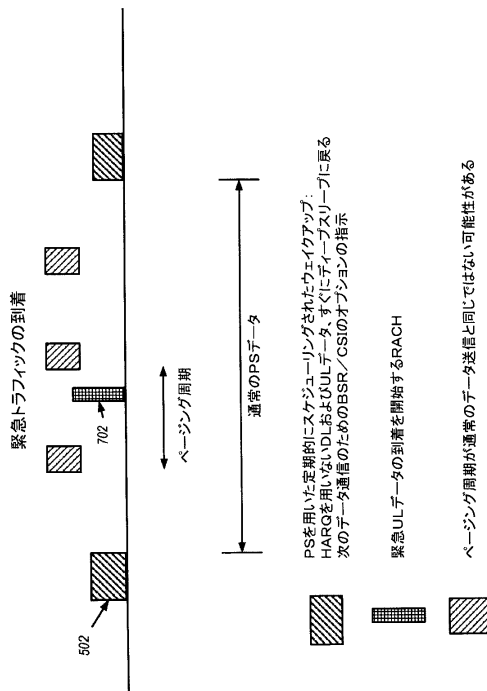 緊急トラフィックの到着
702
502
ページング周期
通常のPSデータ
PSを用いた定期的にスケジューリングされたウェイクアップ：
HARQを用いないDLおよびULデータ、すぐにディープスリープに戻る
次のデータ通信のためのBSR／CSIのオプションの指示
緊急ULデータの到着を開始するRACH
ページング周期が通常のデータ送信と同じではない可能性がある